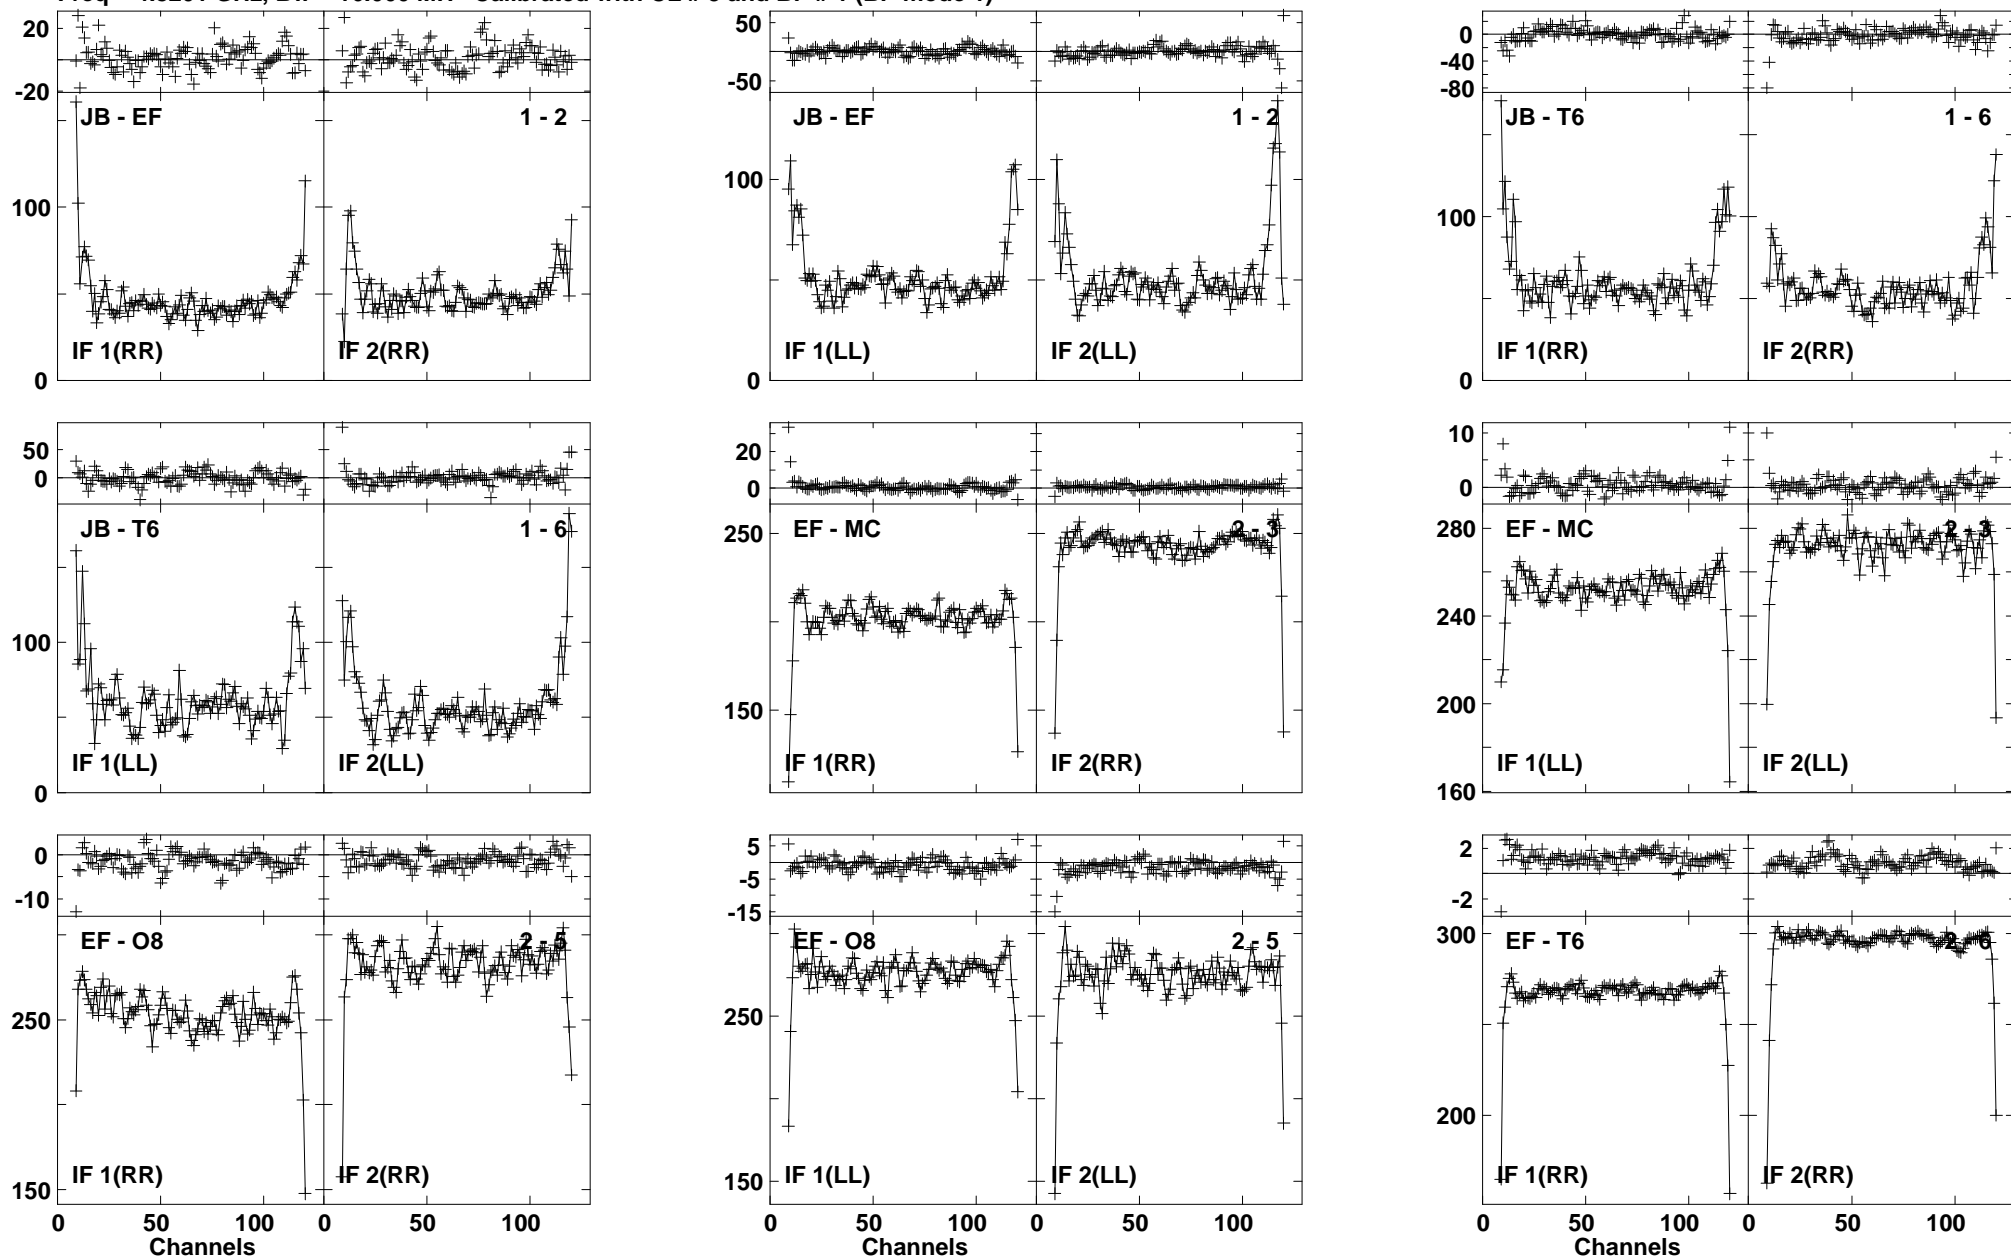 20
-20
JB - EF
1 - 2
100
0
IF 1(RR)
IF 2(RR)
50
-50
JB - EF
1 - 2
100
0
IF 1(LL)
IF 2(LL)
0
-40
-80
JB - T6
1 - 6
100
0
IF 1(RR)
IF 2(RR)
50
0
JB - T6
1 - 6
100
0
IF 1(LL)
IF 2(LL)
20
0
EF - MC
2 - 3
250
150
IF 1(RR)
IF 2(RR)
10
0
EF - MC
2 - 3
280
240
200
160
IF 1(LL)
IF 2(LL)
0
-10
EF - O8
2 - 5
250
150
IF 1(RR)
IF 2(RR)
0 50 100 0 50 100
Channels
5
-5
-15
EF - O8
2 - 5
250
150
IF 1(LL)
IF 2(LL)
0 50 100 0 50 100
Channels
2
-2
EF - T6
2 - 6
300
200
IF 1(RR)
IF 2(RR)
0 50 100 0 50 100
Channels